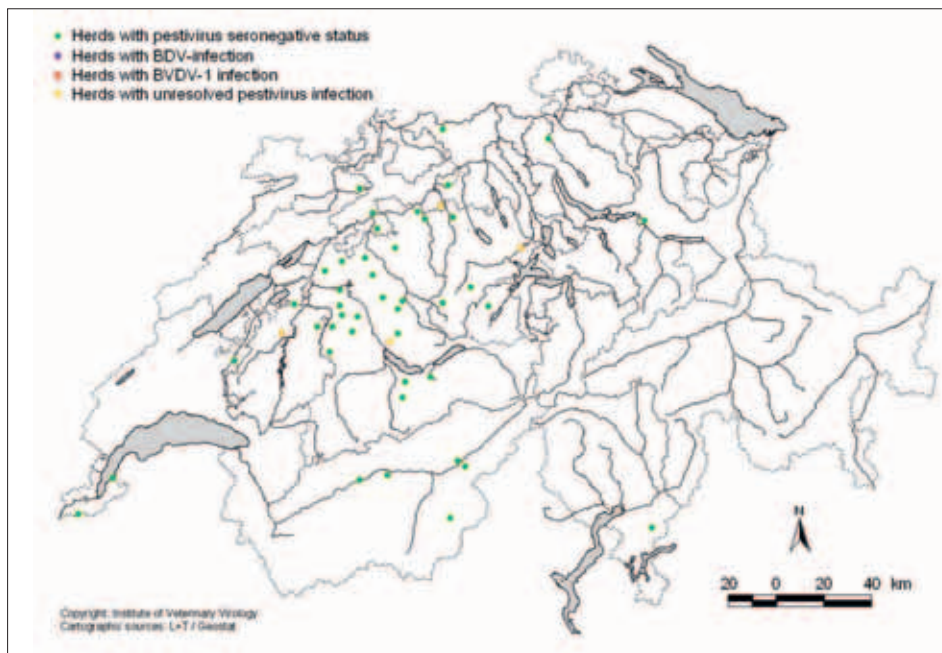 Herds with pestivirus seronegative status
Herds with BDV-infection
Herds with BVDV-1 infection
Herds with unresolved pestivirus infection
N
20 0 20 40 km
Copyright: Institute of Veterinary Virology
Cartographic sources: L+T / Geostat